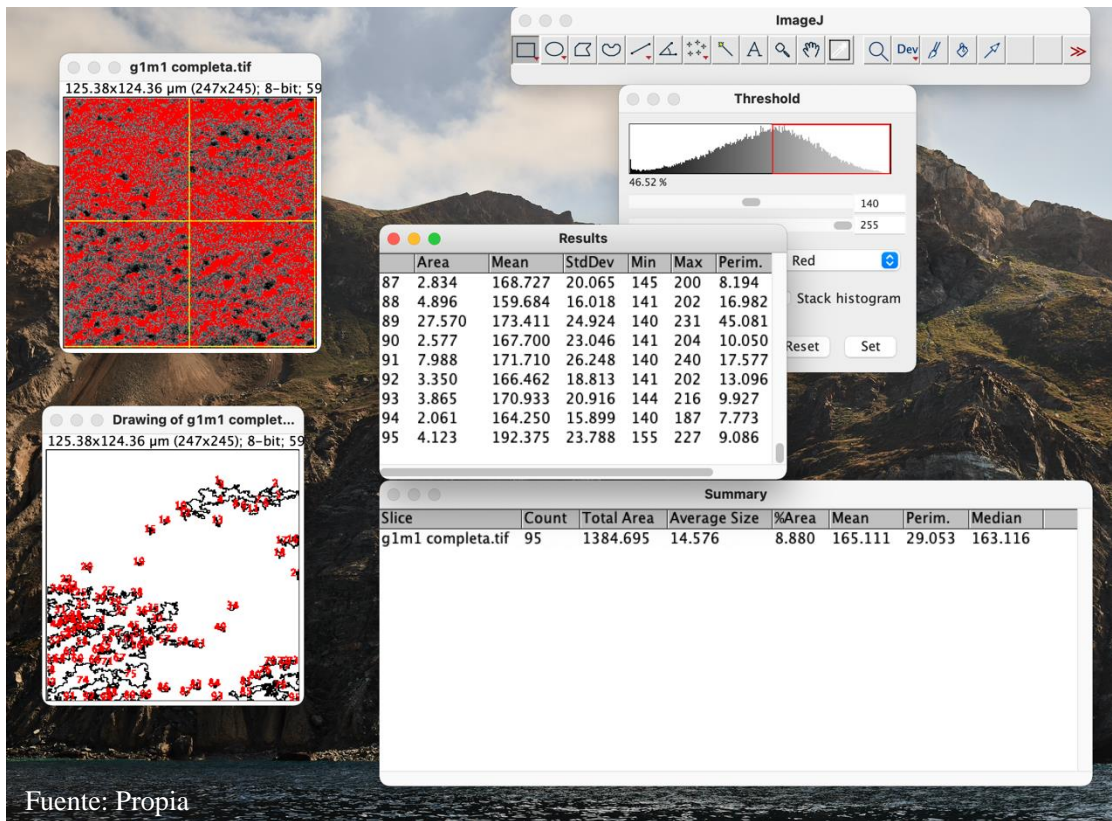 ImageJ
g1m1 completa.tif
125.38x124.36 µm (247x245); 8-bit; 59
A
Dev
Threshold
46.52 %
140
255
Red
Stack histogram
Reset
Set
Results
Area Mean StdDev Min Max Perim.
87 2.834 168.727 20.065 145 200 8.194
88 4.896 159.684 16.018 141 202 16.982
89 27.570 173.411 24.924 140 231 45.081
90 2.577 167.700 23.046 141 204 10.050
91 7.988 171.710 26.248 140 240 17.577
92 3.350 166.462 18.813 141 202 13.096
93 3.865 170.933 20.916 144 216 9.927
94 2.061 164.250 15.899 140 187 7.773
95 4.123 192.375 23.788 155 227 9.086
Drawing of g1m1 complet...
125.38x124.36 µm (247x245); 8-bit; 59
Summary
Slice Count Total Area Average Size %Area Mean Perim. Median
g1m1 completa.tif 95 1384.695 14.576 8.880 165.111 29.053 163.116
Fuente: Propia